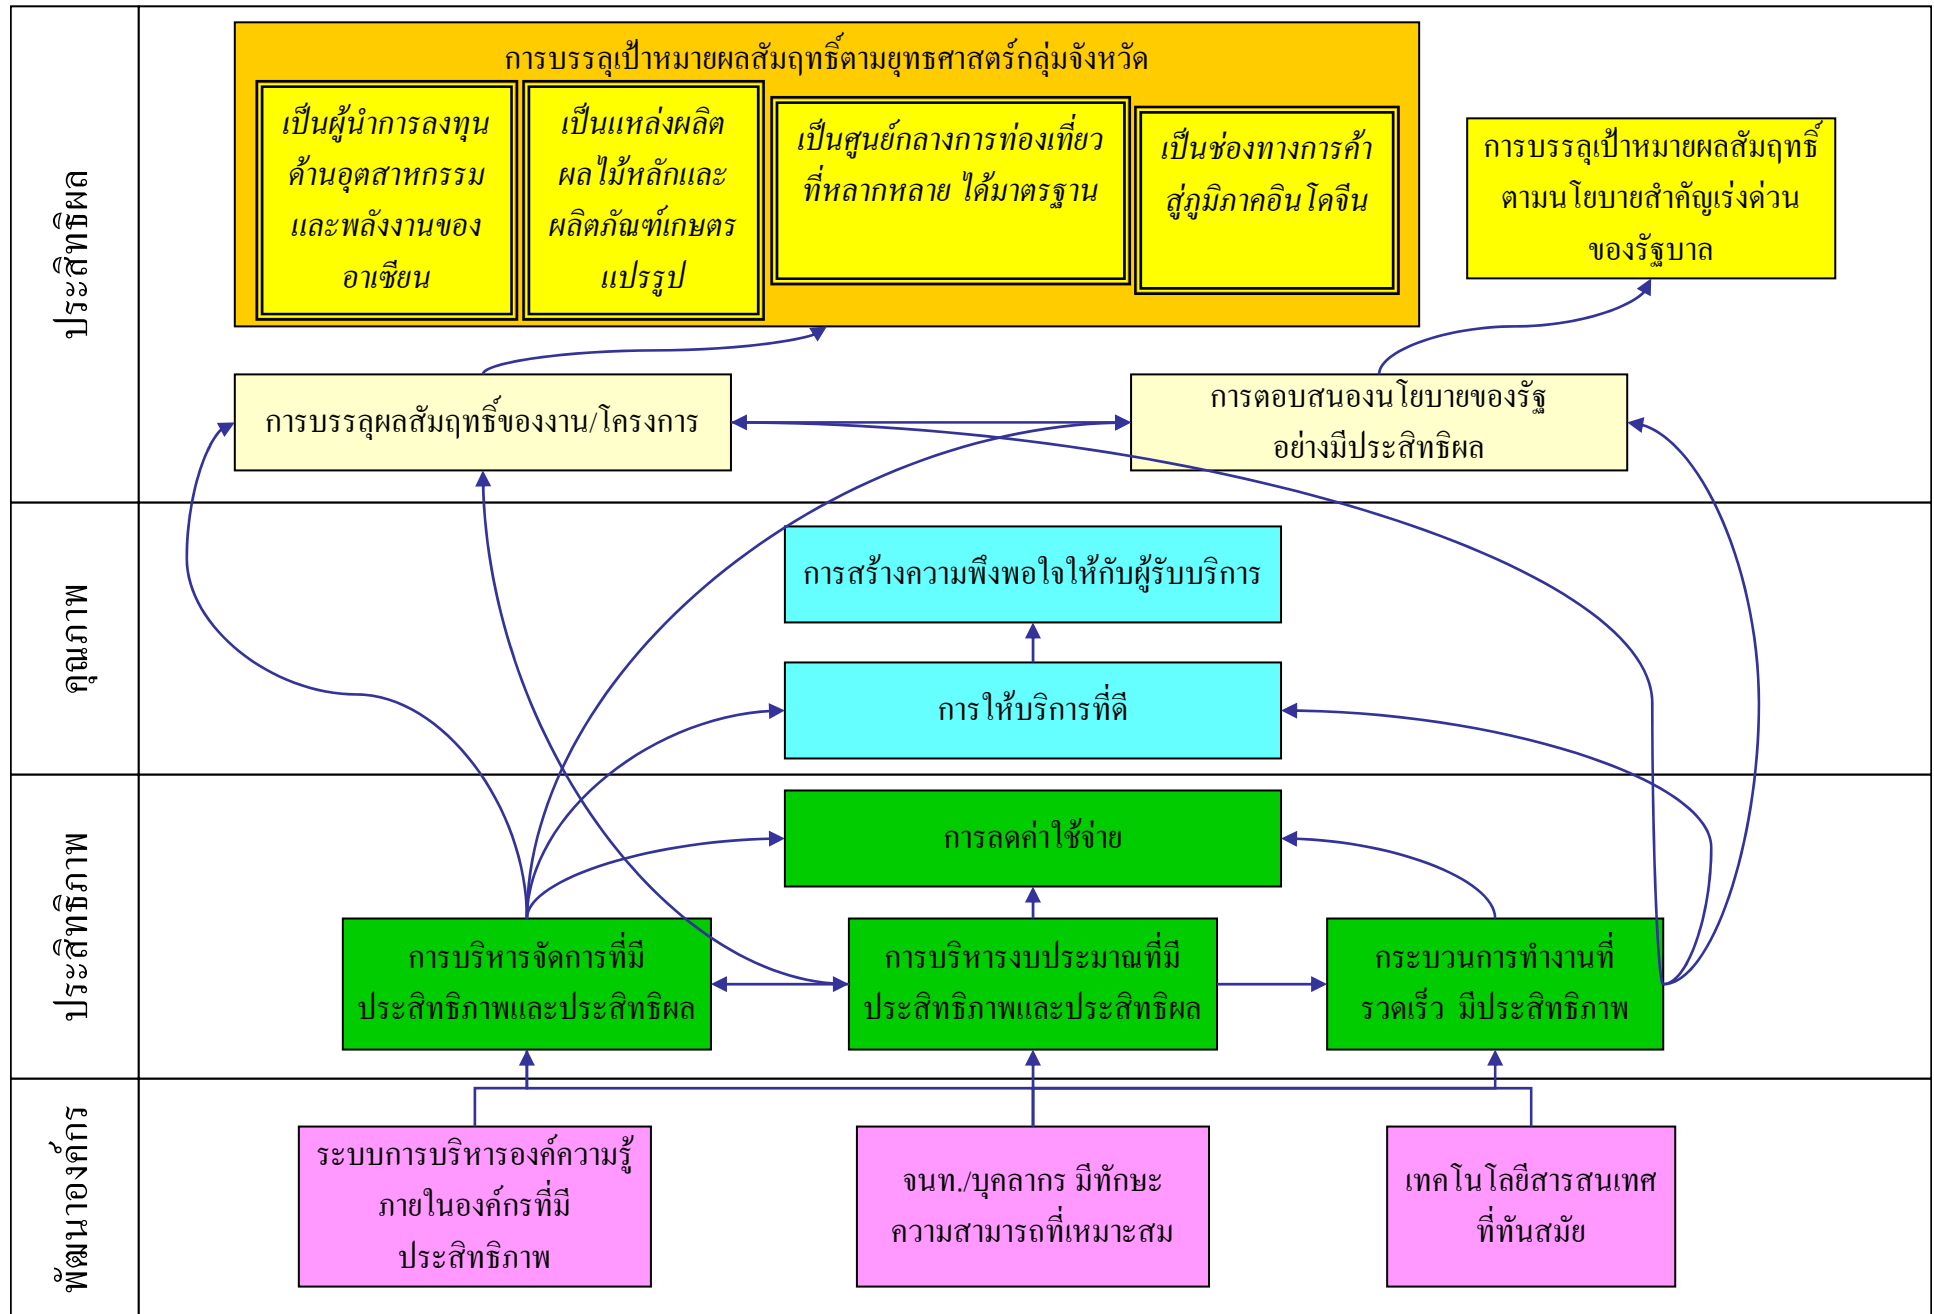 ประสิทธิผล
การบรรลุเป้าหมายผลสัมฤทธิ์ตามยุทธศาสตร์กลุ่มจังหวัด
เป็นผู้นำการลงทุน
ด้านอุตสาหกรรม
และพลังงานของ
อาเซียน
เป็นแหล่งผลิต
ผลไม้หลักและ
ผลิตภัณฑ์เกษตร
แปรรูป
เป็นศูนย์กลางการท่องเที่ยว
ที่หลากหลาย ได้มาตรฐาน
เป็นช่องทางการค้า
สู่ภูมิภาคอินโดจีน
การบรรลุเป้าหมายผลสัมฤทธิ์
ตามนโยบายสำคัญเร่งด่วน
ของรัฐบาล
การบรรลุผลสัมฤทธิ์ของงาน/โครงการ
การตอบสนองนโยบายของรัฐ
อย่างมีประสิทธิผล
คุณภาพ
การสร้างความพึงพอใจให้กับผู้รับบริการ
การให้บริการที่ดี
ประสิทธิภาพ
การลดค่าใช้จ่าย
การบริหารจัดการที่มี
ประสิทธิภาพและประสิทธิผล
การบริหารงบประมาณที่มี
ประสิทธิภาพและประสิทธิผล
กระบวนการทำงานที่
รวดเร็ว มีประสิทธิภาพ
พัฒนาองค์กร
ระบบการบริหารองค์ความรู้
ภายในองค์กรที่มี
ประสิทธิภาพ
จนท./บุคลากร มีทักษะ
ความสามารถที่เหมาะสม
เทคโนโลยีสารสนเทศ
ที่ทันสมัย